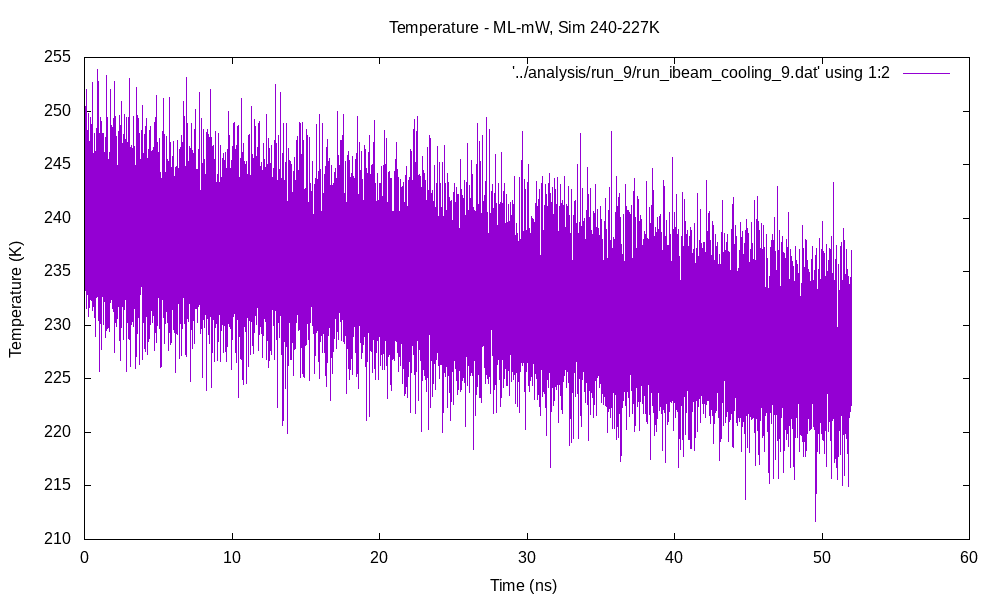 Temperature - ML-mW, Sim 240-227K
'../analysis/run_9/run_ibeam_cooling_9.dat' using 1:2
255
250
245
240
235
230
225
220
215
210
Temperature (K)
0 10 20 30 40 50 60
Time (ns)